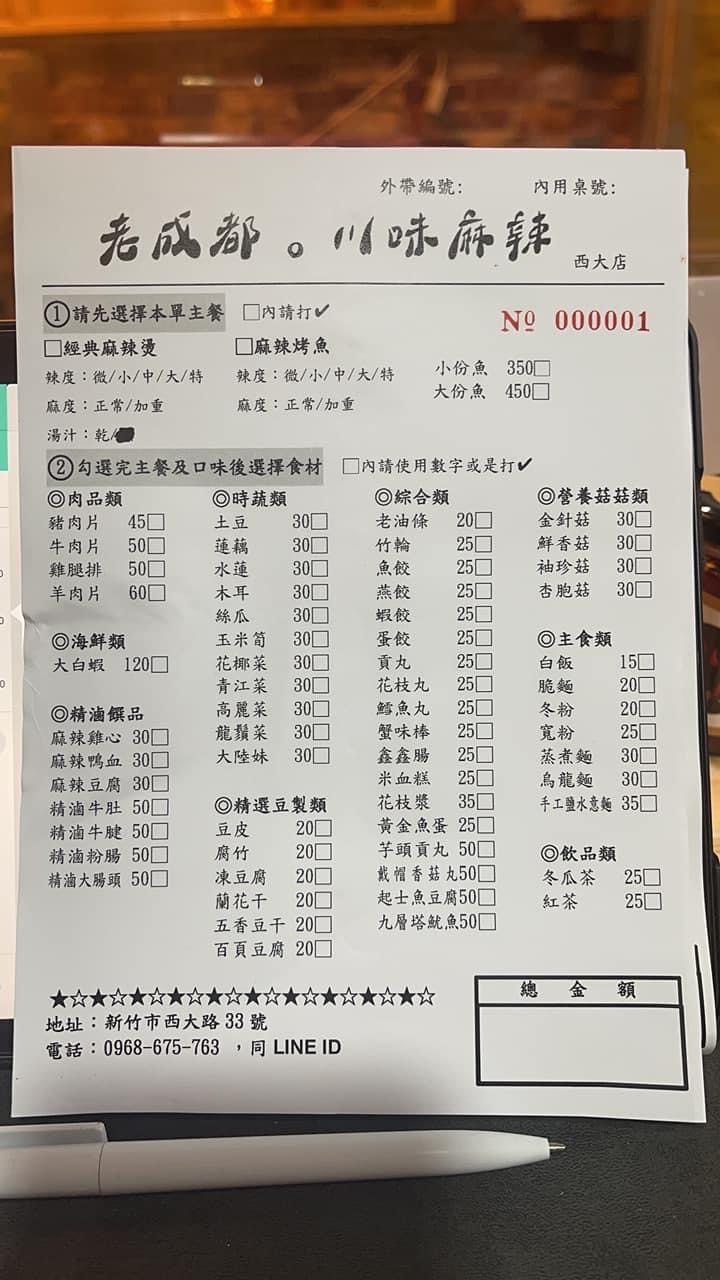 外帶編號: 內用桌號:
老成都。川味麻辣 西大店
①請先選擇本單主餐 □內請打✔
Nº 000001
□經典麻辣燙
辣度：微/小/中/大/特
麻度：正常/加重
湯汁：乾/
□麻辣烤魚
辣度：微/小/中/大/特
麻度：正常/加重
小份魚 350□
大份魚 450□
②勾選完主餐及口味後選擇食材 □內請使用數字或是打✔
◎肉品類
豬肉片 45□
牛肉片 50□
雞腿排 50□
羊肉片 60□
◎海鮮類
大白蝦 120□
◎精滷饌品
麻辣雞心 30□
麻辣鴨血 30□
麻辣豆腐 30□
精滷牛肚 50□
精滷牛腱 50□
精滷粉腸 50□
精滷大腸頭 50□
◎時蔬類
土豆 30□
蓮藕 30□
水蓮 30□
木耳 30□
絲瓜 30□
玉米筍 30□
花椰菜 30□
青江菜 30□
高麗菜 30□
龍鬚菜 30□
大陸妹 30□
◎精選豆製類
豆皮 20□
腐竹 20□
凍豆腐 20□
蘭花干 20□
五香豆干 20□
百頁豆腐 20□
◎綜合類
老油條 20□
竹輪 25□
魚餃 25□
燕餃 25□
蝦餃 25□
蛋餃 25□
貢丸 25□
花枝丸 25□
鱈魚丸 25□
蟹味棒 25□
鑫鑫腸 25□
米血糕 25□
花枝漿 35□
黃金魚蛋 25□
芋頭貢丸 50□
戴帽香菇丸50□
起士魚豆腐50□
九層塔魷魚50□
◎營養菇菇類
金針菇 30□
鮮香菇 30□
袖珍菇 30□
杏胞菇 30□
◎主食類
白飯 15□
脆麵 20□
冬粉 20□
寬粉 25□
蒸煮麵 30□
烏龍麵 30□
手工鹽水意麵 35□
◎飲品類
冬瓜茶 25□
紅茶 25□
★☆★☆★☆★☆★☆★☆★☆★☆★☆★☆
地址：新竹市西大路 33 號
電話：0968-675-763 ，同 LINE ID
總 金 額